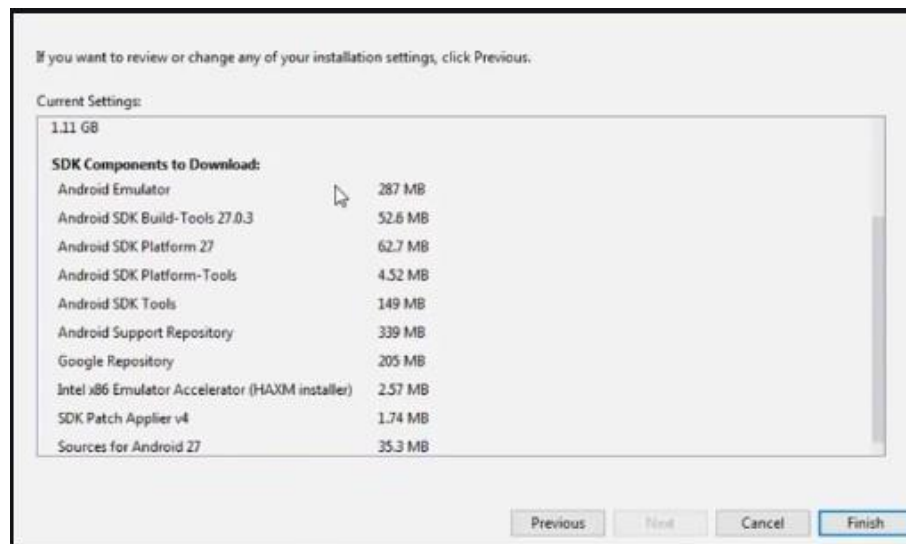 If you want to review or change any of your installation settings, click Previous.
Current Settings:
1.11 GB
SDK Components to Download:
Android Emulator 287 MB
Android SDK Build-Tools 27.0.3 52.6 MB
Android SDK Platform 27 62.7 MB
Android SDK Platform-Tools 4.52 MB
Android SDK Tools 149 MB
Android Support Repository 339 MB
Google Repository 205 MB
Intel x86 Emulator Accelerator (HAXM installer) 2.57 MB
SDK Patch Applier v4 1.74 MB
Sources for Android 27 35.3 MB
Previous Next Cancel Finish